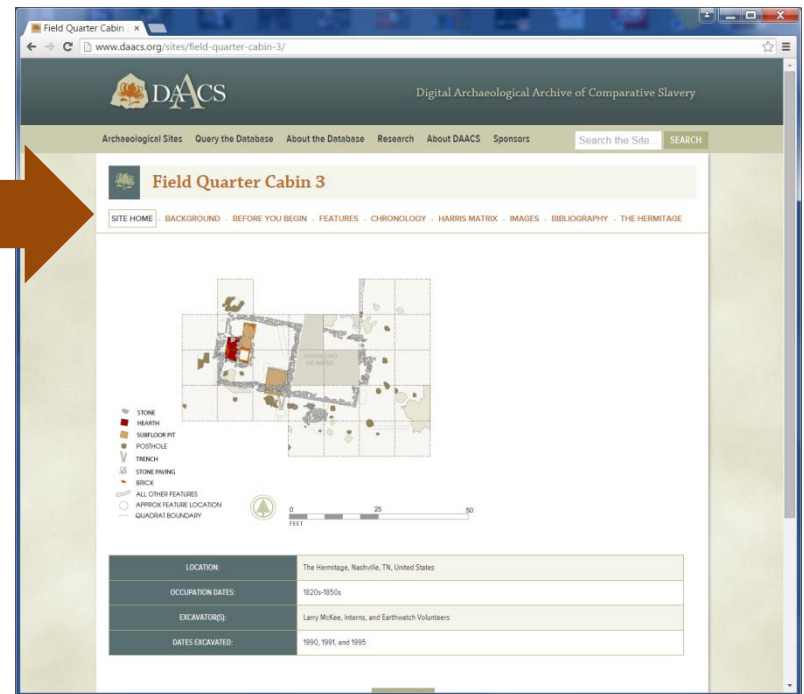 Field Quarter Cabin
www.daacs.org/sites/field-quarter-cabin-3/
DAACS
Digital Archaeological Archive of Comparative Slavery
Archaeological Sites Query the Database About the Database Research About DAACS Sponsors Search the Site... SEARCH
Field Quarter Cabin 3
SITE HOME - BACKGROUND - BEFORE YOU BEGIN - FEATURES - CHRONOLOGY - HARRIS MATRIX - IMAGES - BIBLIOGRAPHY - THE HERMITAGE
STONE
HEARTH
SUBFLOOR PIT
POSTHOLE
TRENCH
STONE PAVING
BRICK
ALL OTHER FEATURES
APPROX FEATURE LOCATION
QUADRAT BOUNDARY
0 25 50
FEET
LOCATION: The Hermitage, Nashville, TN, United States
OCCUPATION DATES: 1820s-1850s
EXCAVATOR(S): Larry McKee, Interns, and Earthwatch Volunteers
DATES EXCAVATED: 1990, 1991, and 1995